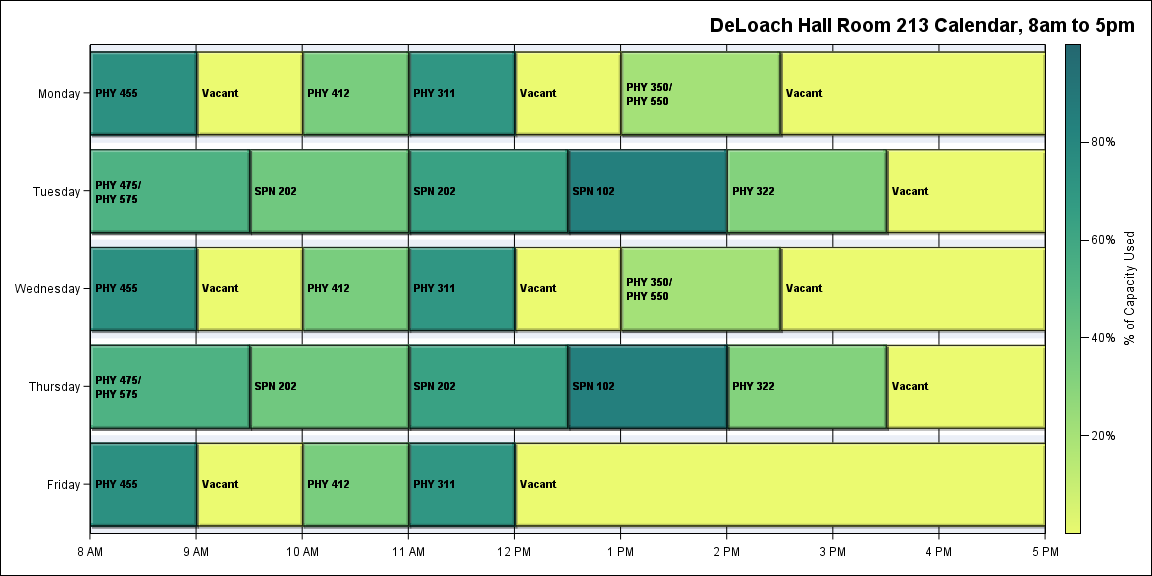 DeLoach Hall Room 213 Calendar, 8am to 5pm
Monday
PHY 455
Vacant
PHY 412
PHY 311
Vacant
PHY 350/
PHY 550
Vacant
Tuesday
PHY 475/
PHY 575
SPN 202
SPN 202
SPN 102
PHY 322
Vacant
Wednesday
PHY 455
Vacant
PHY 412
PHY 311
Vacant
PHY 350/
PHY 550
Vacant
Thursday
PHY 475/
PHY 575
SPN 202
SPN 202
SPN 102
PHY 322
Vacant
Friday
PHY 455
Vacant
PHY 412
PHY 311
Vacant
8 AM
9 AM
10 AM
11 AM
12 PM
1 PM
2 PM
3 PM
4 PM
5 PM
80%
60%
40%
20%
% of Capacity Used